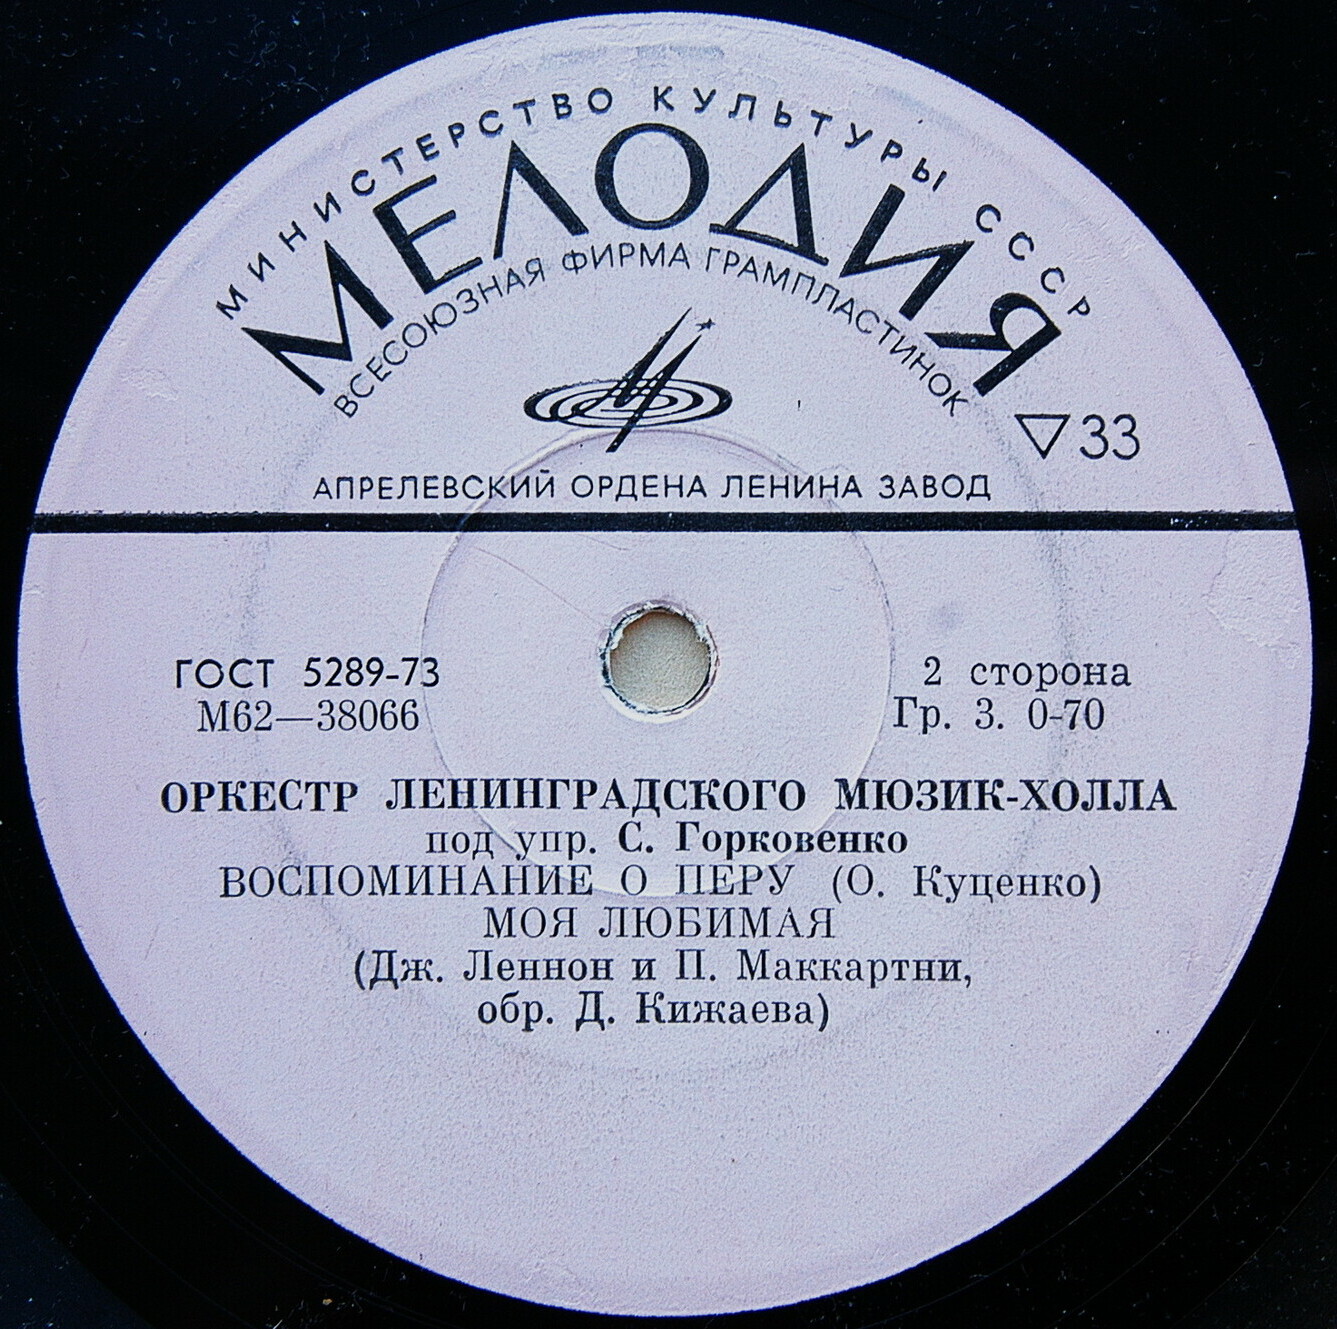 МИНИСТЕРСТВО КУЛЬТУРЫ СССР
МЕЛОДИЯ
ВСЕСОЮЗНАЯ ФИРМА ГРАМПЛАСТИНОК
33
АПРЕЛЕВСКИЙ ОРДЕНА ЛЕНИНА ЗАВОД
ГОСТ 5289-73
2 сторона
М62—38066
Гр. 3. 0-70
ОРКЕСТР ЛЕНИНГРАДСКОГО МЮЗИК-ХОЛЛА
под упр. С. Горковенко
ВОСПОМИНАНИЕ О ПЕРУ (О. Куценко)
МОЯ ЛЮБИМАЯ
(Дж. Леннон и П. Маккартни,
обр. Д. Кижаева)